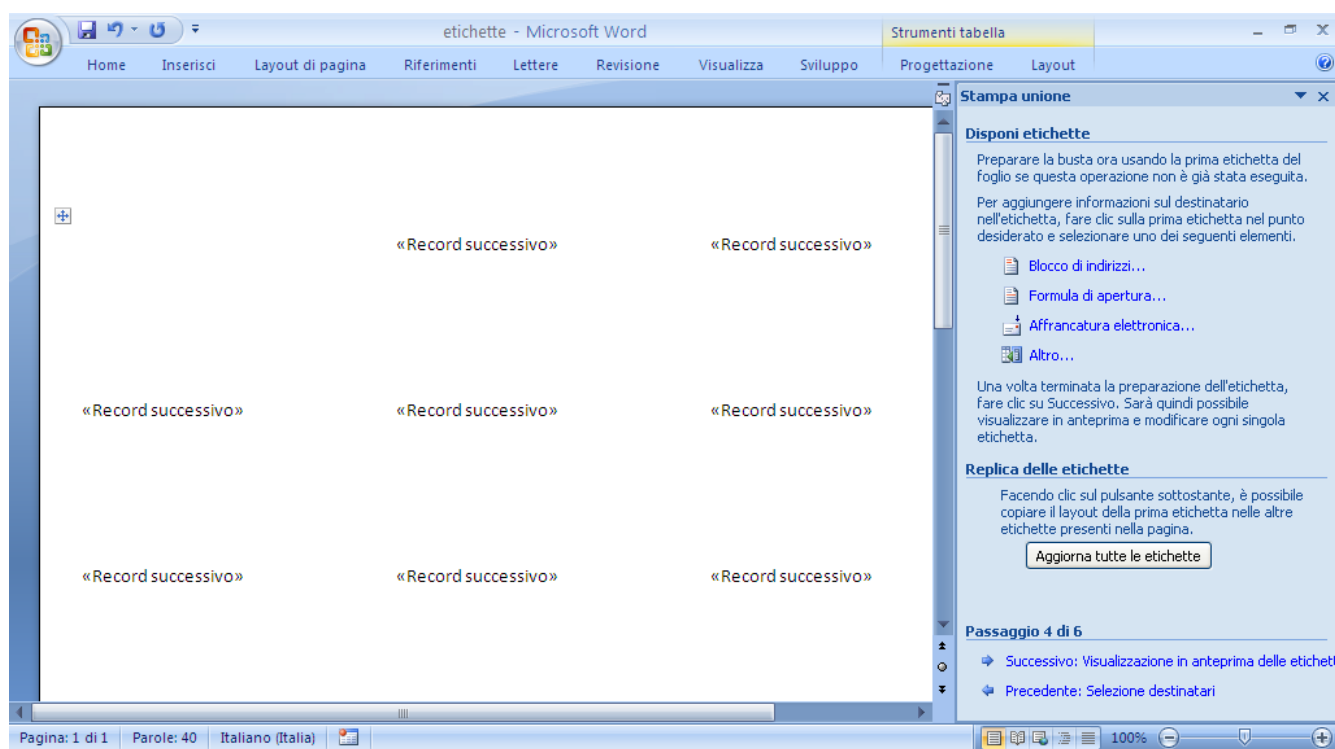 etichette - Microsoft Word
Strumenti tabella
Home Inserisci Layout di pagina Riferimenti Lettere Revisione Visualizza Sviluppo Progettazione Layout
Stampa unione
Disponi etichette
Preparare la busta ora usando la prima etichetta del
foglio se questa operazione non è già stata eseguita.
Per aggiungere informazioni sul destinatario
nell'etichetta, fare clic sulla prima etichetta nel punto
desiderato e selezionare uno dei seguenti elementi.
Blocco di indirizzi...
Formula di apertura...
Affrancatura elettronica...
Altro...
Una volta terminata la preparazione dell'etichetta,
fare clic su Successivo. Sarà quindi possibile
visualizzare in anteprima e modificare ogni singola
etichetta.
Replica delle etichette
Facendo clic sul pulsante sottostante, è possibile
copiare il layout della prima etichetta nelle altre
etichette presenti nella pagina.
Aggiorna tutte le etichette
Passaggio 4 di 6
Successivo: Visualizzazione in anteprima delle etichett
Precedente: Selezione destinatari
«Record successivo» «Record successivo»
«Record successivo» «Record successivo» «Record successivo»
«Record successivo» «Record successivo» «Record successivo»
Pagina: 1 di 1 Parole: 40 Italiano (Italia) 100%